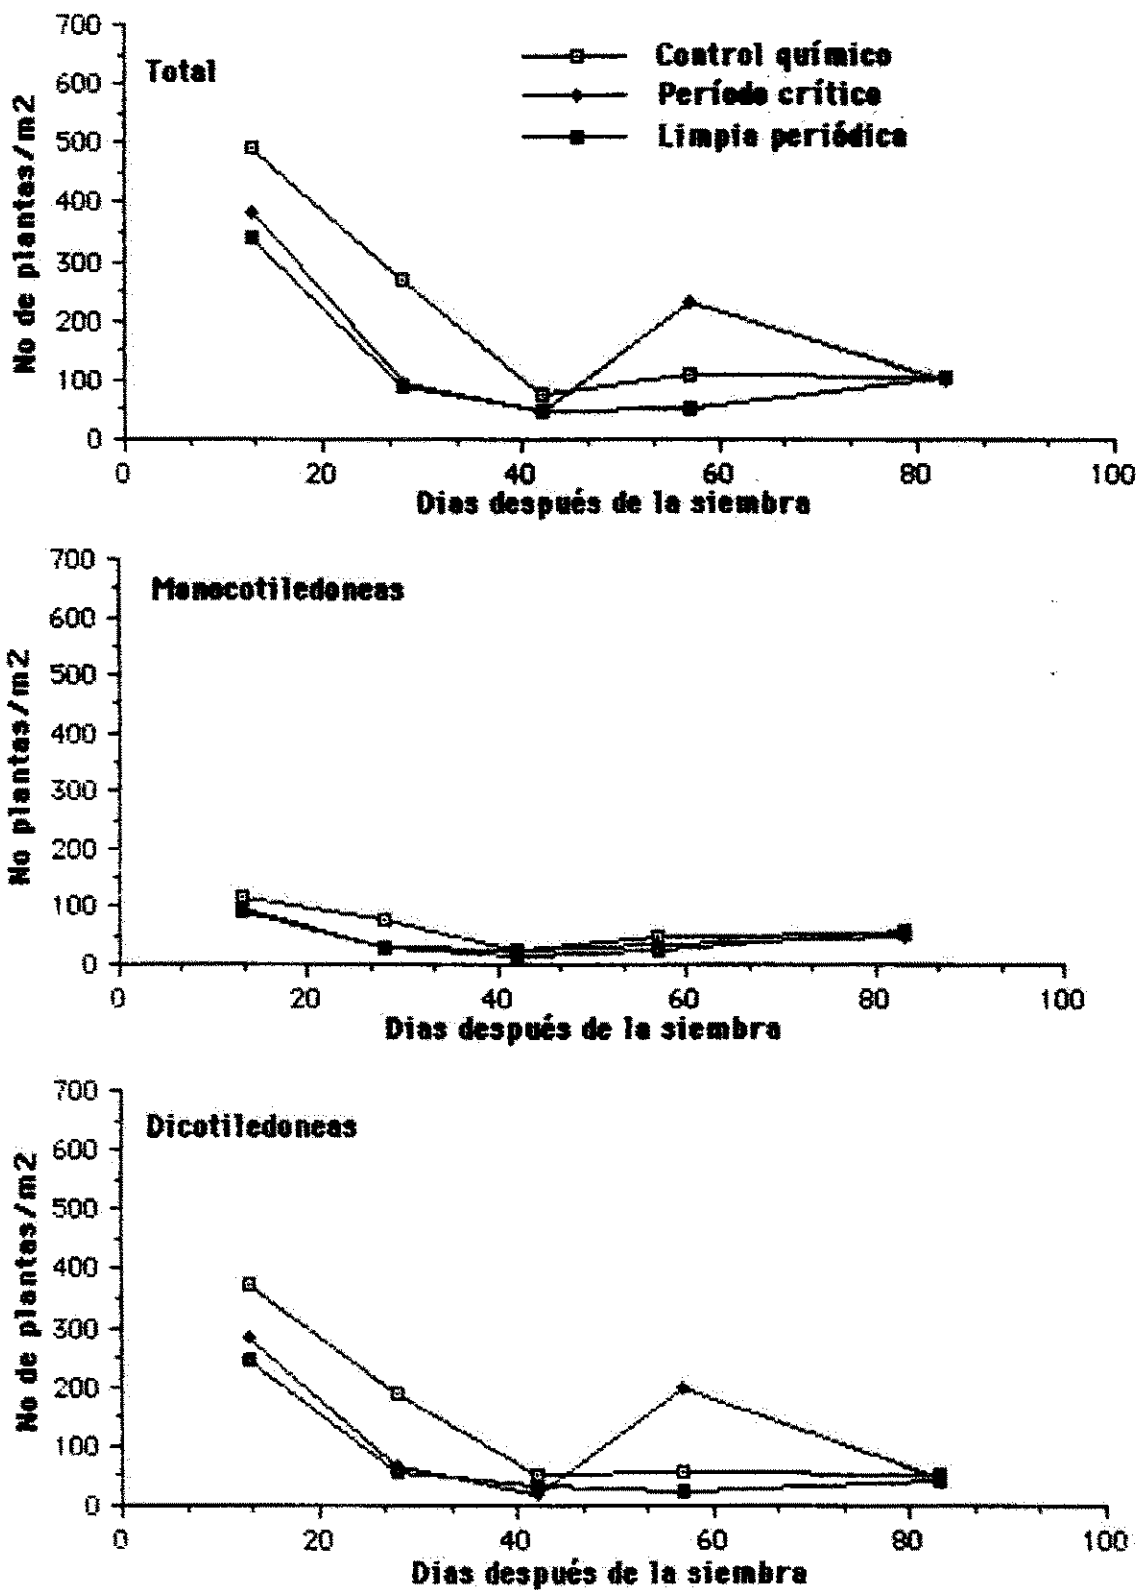 700
600
500
400
300
200
100
0
No de plantas/m2
Total
Control químico
Período crítico
Limpia periódica
0 20 40 60 80 100
Dias después de la siembra
700
600
500
400
300
200
100
0
No plantas/m2
Monocotiledoneas
0 20 40 60 80 100
Dias después de la siembra
700
600
500
400
300
200
100
0
No de plantas/m2
Dicotiledoneas
0 20 40 60 80 100
Dias después de la siembra